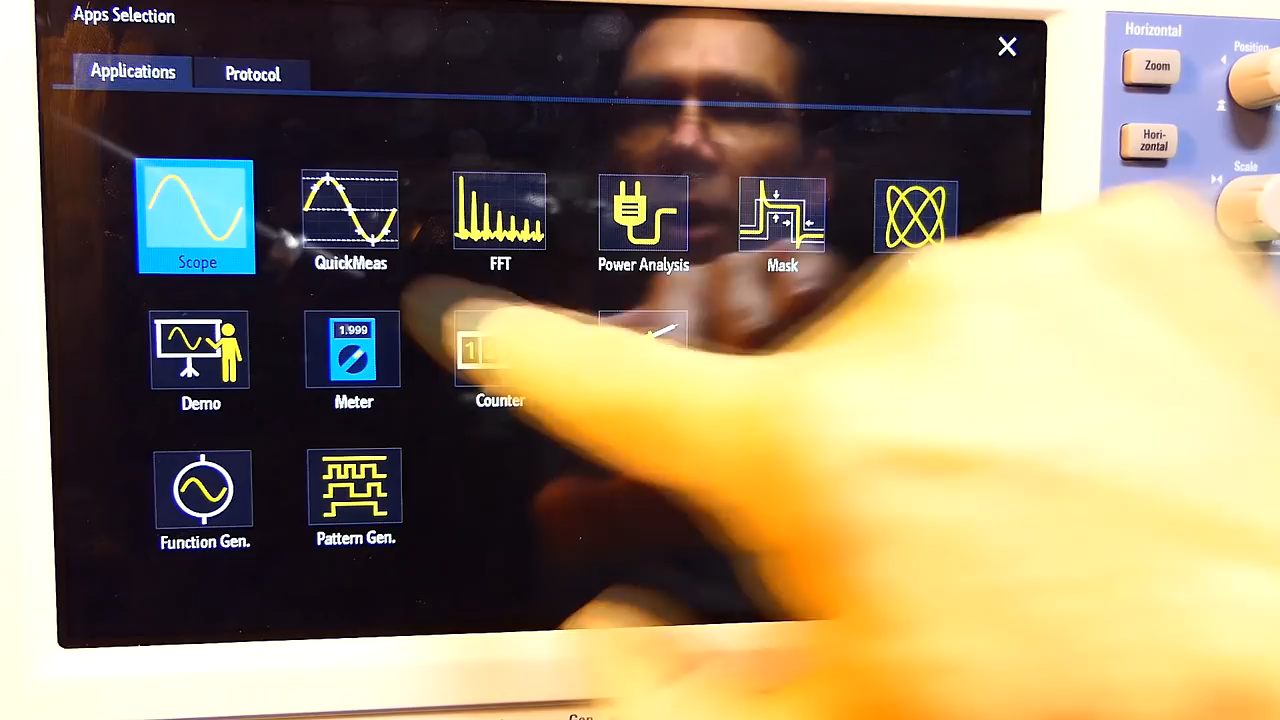 Apps Selection
Applications
Protocol
Horizontal
Zoom
Position
Hori-
zontal
Scale
Scope
QuickMeas
FFT
Power Analysis
Mask
Demo
1.999
Meter
1
Counter
Function Gen.
Pattern Gen.